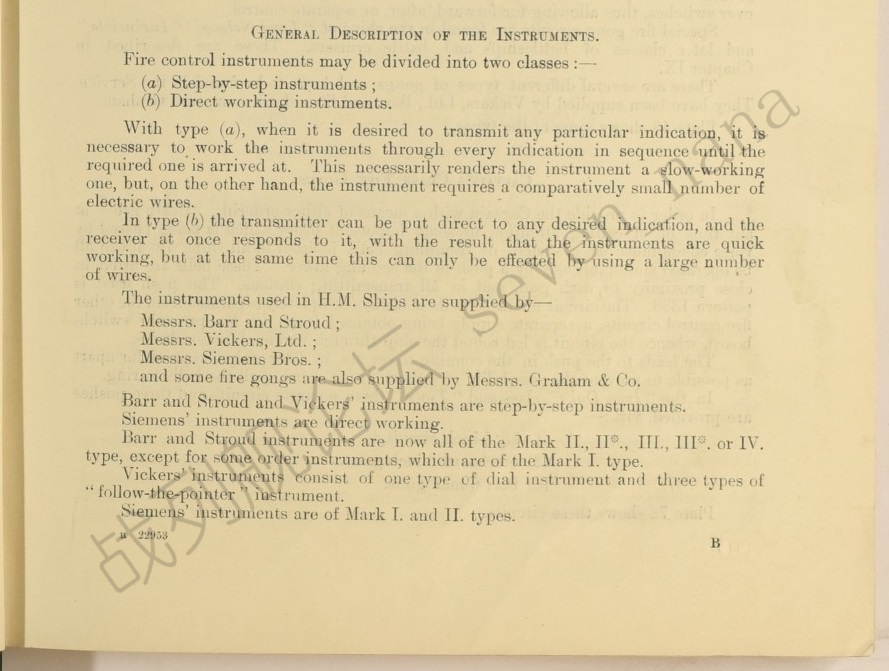 GENERAL DESCRIPTION OF THE INSTRUMENTS.
Fire control instruments may be divided into two classes :—
(a) Step-by-step instruments ;
(b) Direct working instruments.
With type (a), when it is desired to transmit any particular indication, it is
necessary to work the instruments through every indication in sequence until the
required one is arrived at. This necessarily renders the instrument a slow-working
one, but, on the other hand, the instrument requires a comparatively small number of
electric wires.
In type (b) the transmitter can be put direct to any desired indication, and the
receiver at once responds to it, with the result that the instruments are quick
working, but at the same time this can only be effected by using a large number
of wires.
The instruments used in H.M. Ships are supplied by—
Messrs. Barr and Stroud ;
Messrs. Vickers, Ltd. ;
Messrs. Siemens Bros. ;
and some fire gongs are also supplied by Messrs. Graham & Co.
Barr and Stroud and Vickers' instruments are step-by-step instruments.
Siemens' instruments are direct working.
Barr and Stroud instruments are now all of the Mark II., II*., III., III*. or IV.
type, except for some order instruments, which are of the Mark I. type.
Vickers' instruments consist of one type of dial instrument and three types of
"follow-the-pointer" instrument.
Siemens' instruments are of Mark I. and II. types.
22953
B
战列舰论坛 seven_nana